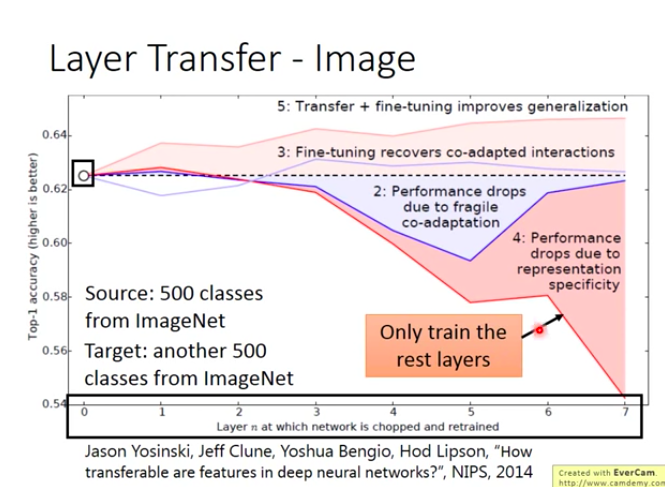 Layer Transfer - Image
5: Transfer + fine-tuning improves generalization
3: Fine-tuning recovers co-adapted interactions
2: Performance drops
due to fragile
co-adaptation
4: Performance
drops due to
representation
specificity
Top-1 accuracy (higher is better)
0.64
0.62
0.60
0.58
0.56
0.54
Source: 500 classes
from ImageNet
Target: another 500
classes from ImageNet
Only train the
rest layers
0 1 2 3 4 5 6 7
Layer n at which network is chopped and retrained
Jason Yosinski, Jeff Clune, Yoshua Bengio, Hod Lipson, “How
transferable are features in deep neural networks?”, NIPS, 2014
Created with EverCam.
http://www.camdemy.com